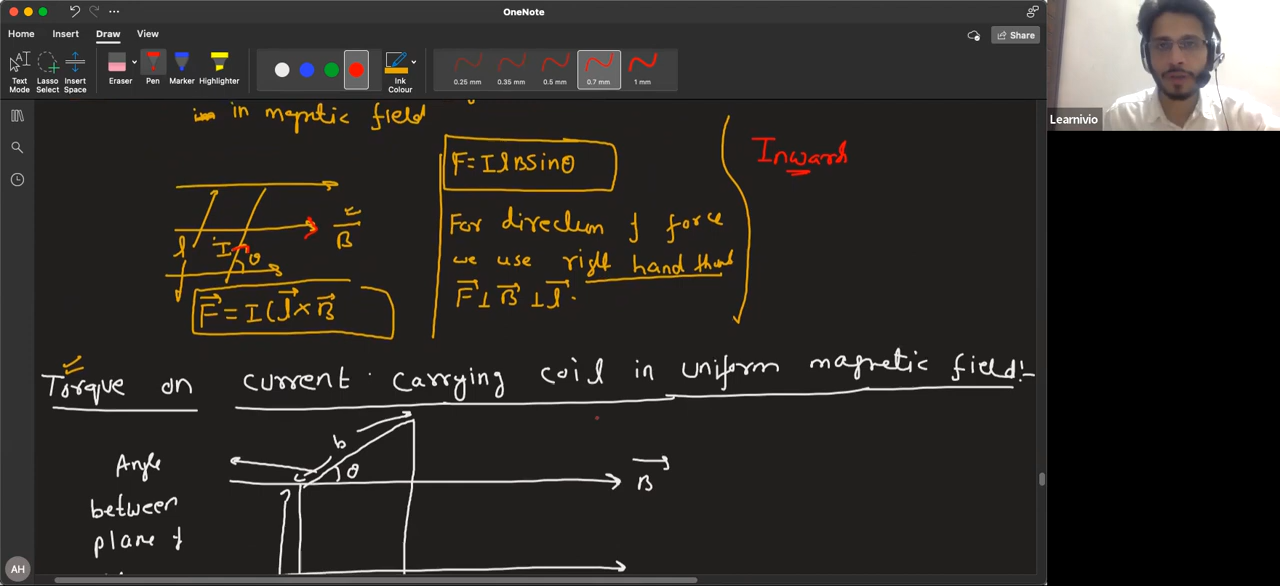 OneNote
Home Insert Draw View
Share
Text Mode
Lasso Select
Insert Space
Eraser
Pen
Marker
Highlighter
Ink Colour
0.25 mm
0.35 mm
0.5 mm
0.7 mm
1 mm
Learnivio
in magnetic field
F = I l B sinθ
Inward
l I θ B
For direction of force
we use right hand thumb
F ⊥ B ⊥ l.
F = I (l × B
Torque on current carrying coil in uniform magnetic field:-
b
θ
B
Angle
between
plane of
AH